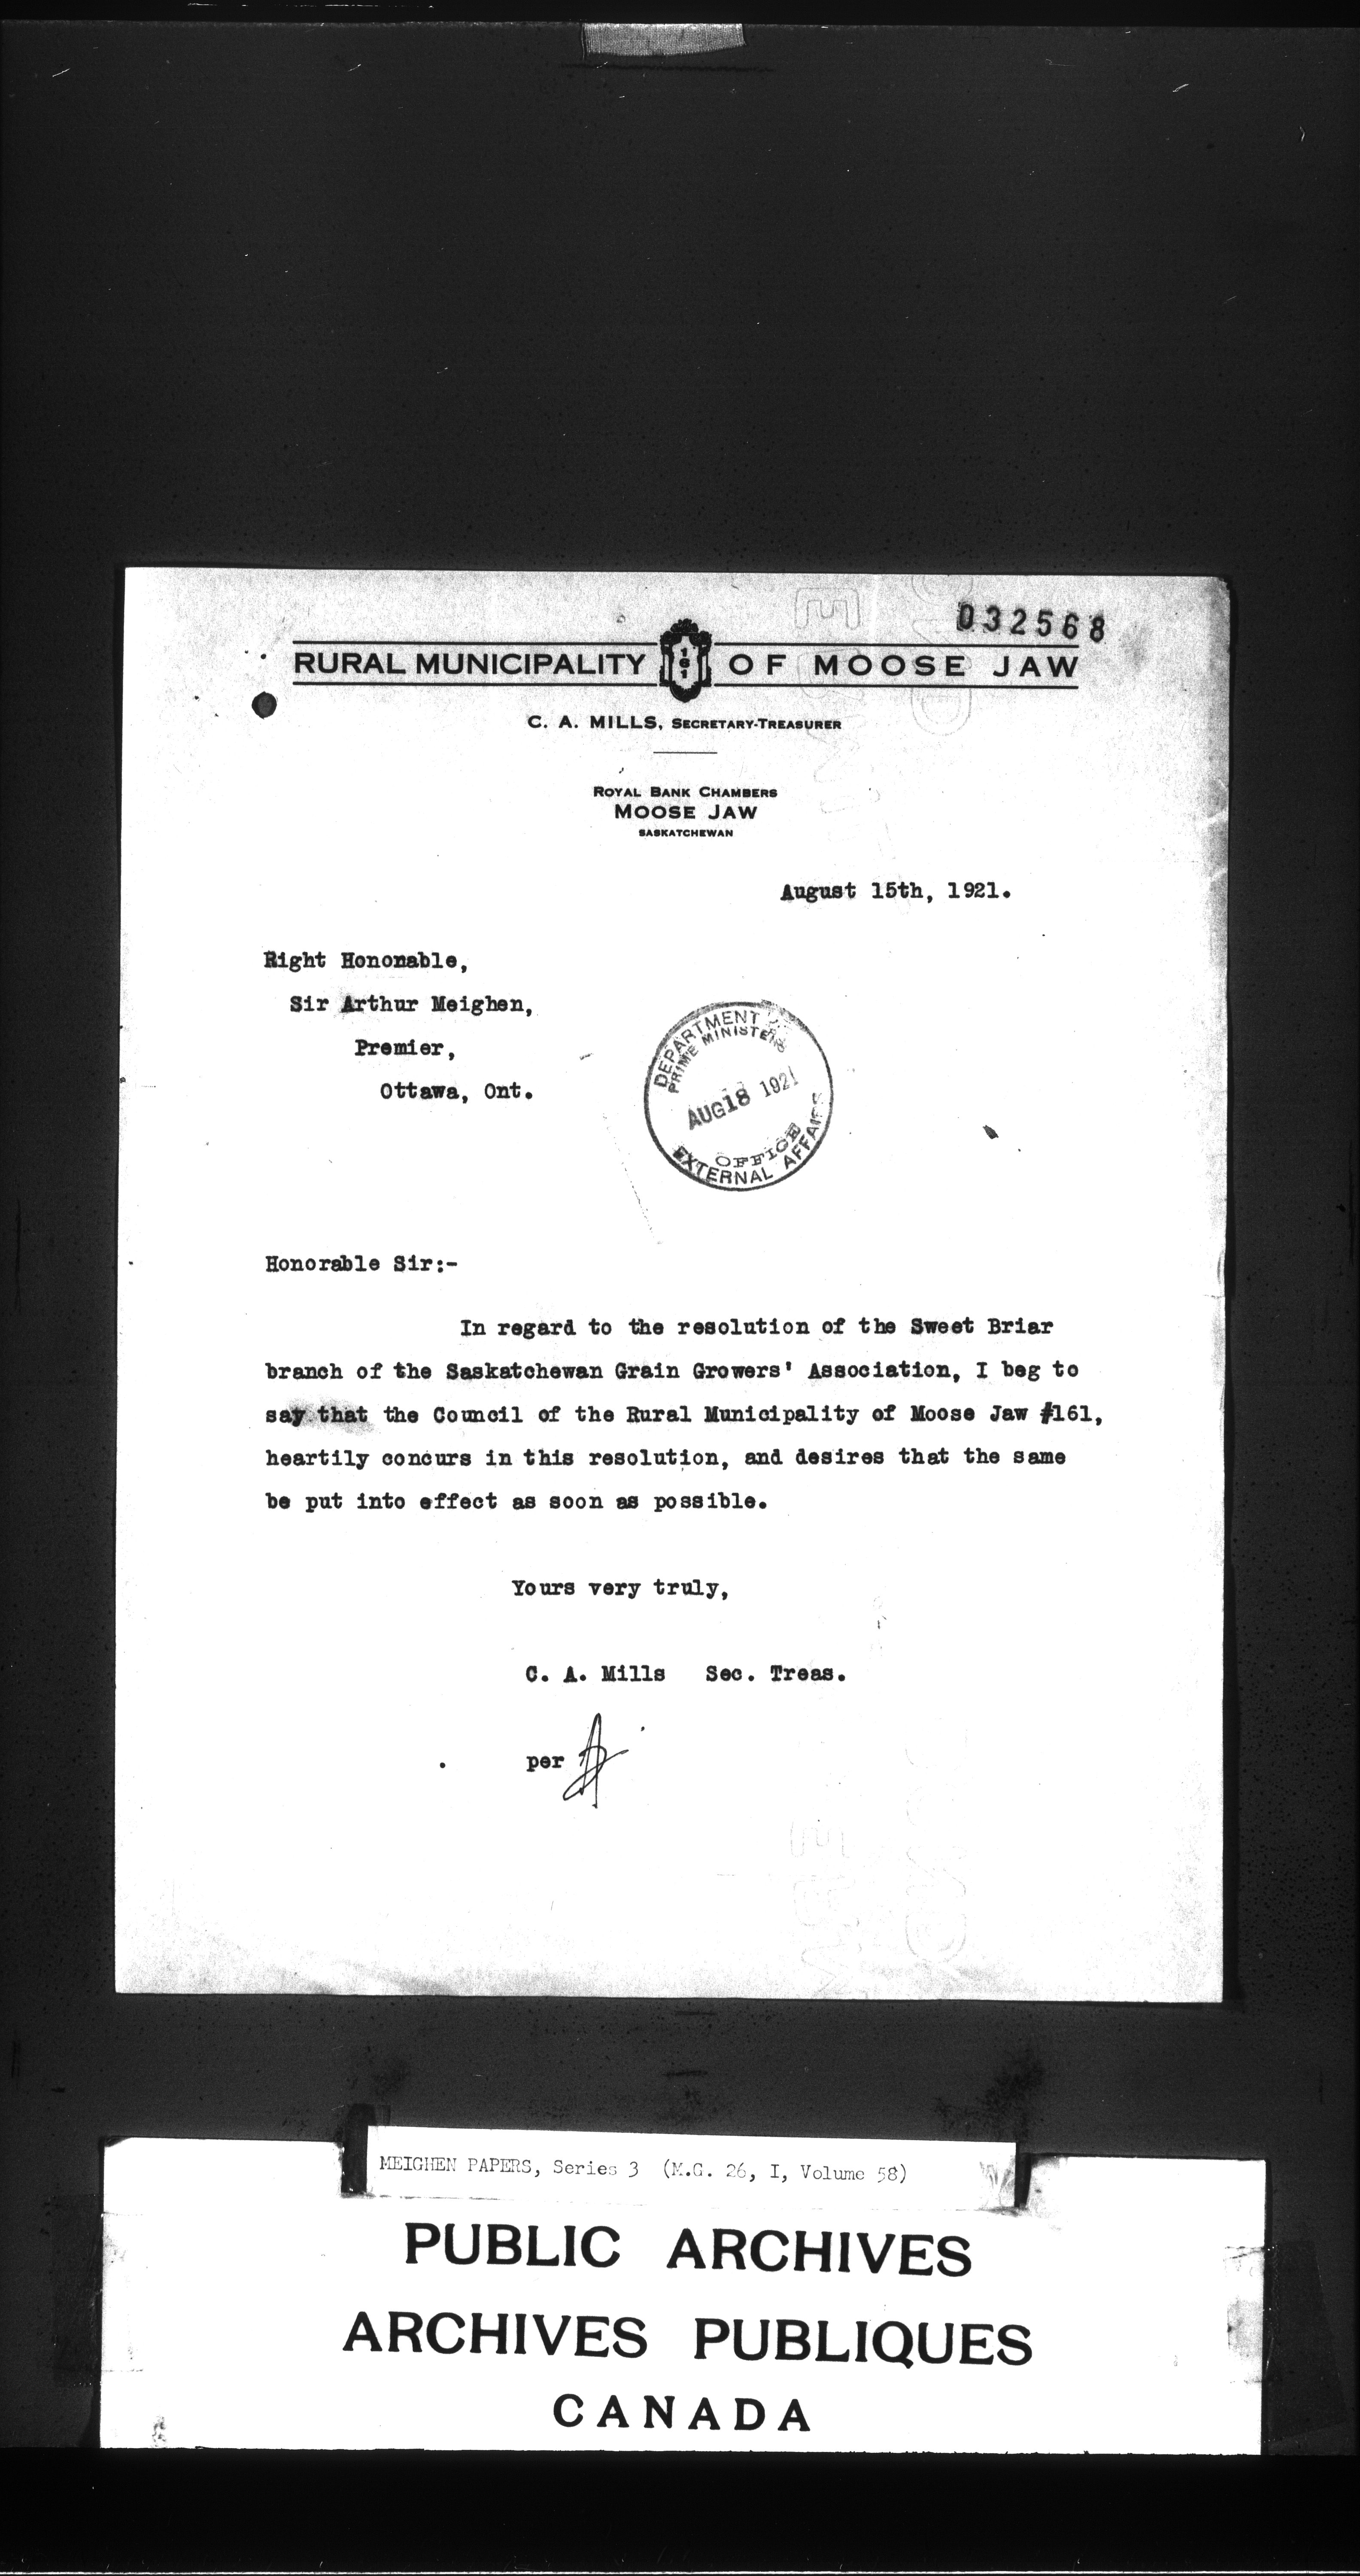 032568
RURAL MUNICIPALITY 161 OF MOOSE JAW
C. A. MILLS, SECRETARY-TREASURER
ROYAL BANK CHAMBERS
MOOSE JAW
SASKATCHEWAN
August 15th, 1921.
Right Hononable,
Sir Arthur Meighen,
Premier,
Ottawa, Ont.
DEPARTMENT OF
PRIME MINISTERS
AUG 18 1921
OFFICE
EXTERNAL AFFAIRS
Honorable Sir:-
In regard to the resolution of the Sweet Briar
branch of the Saskatchewan Grain Growers' Association, I beg to
say that the Council of the Rural Municipality of Moose Jaw #161,
heartily concurs in this resolution, and desires that the same
be put into effect as soon as possible.
Yours very truly,
C. A. Mills Sec. Treas.
per
MEIGHEN PAPERS, Series 3 (M.G. 26, I, Volume 58)
PUBLIC ARCHIVES
ARCHIVES PUBLIQUES
CANADA